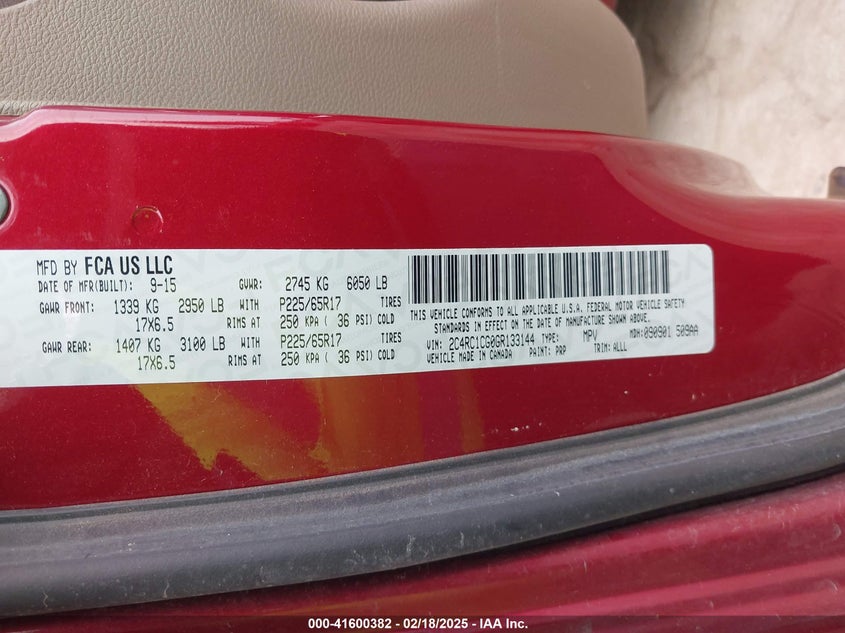 MFD BY FCA US LLC
DATE OF MFR(BUILT): 9-15 GVWR: 2745 KG 6050 LB
GAWR FRONT: 1339 KG 2950 LB WITH P225/65R17 TIRES
17X6.5 RIMS AT 250 KPA ( 36 PSI) COLD
GAWR REAR: 1407 KG 3100 LB WITH P225/65R17 TIRES
17X6.5 RIMS AT 250 KPA ( 36 PSI) COLD
THIS VEHICLE CONFORMS TO ALL APPLICABLE U.S.A. FEDERAL MOTOR VEHICLE SAFETY
STANDARDS IN EFFECT ON THE DATE OF MANUFACTURE SHOWN ABOVE.
VIN: 2C4RC1CG0GR133144 TYPE: MPV MDH:090901 509AA
VEHICLE MADE IN CANADA PAINT: PRP TRIM: ALLL
000-41600382 - 02/18/2025 - IAA Inc.